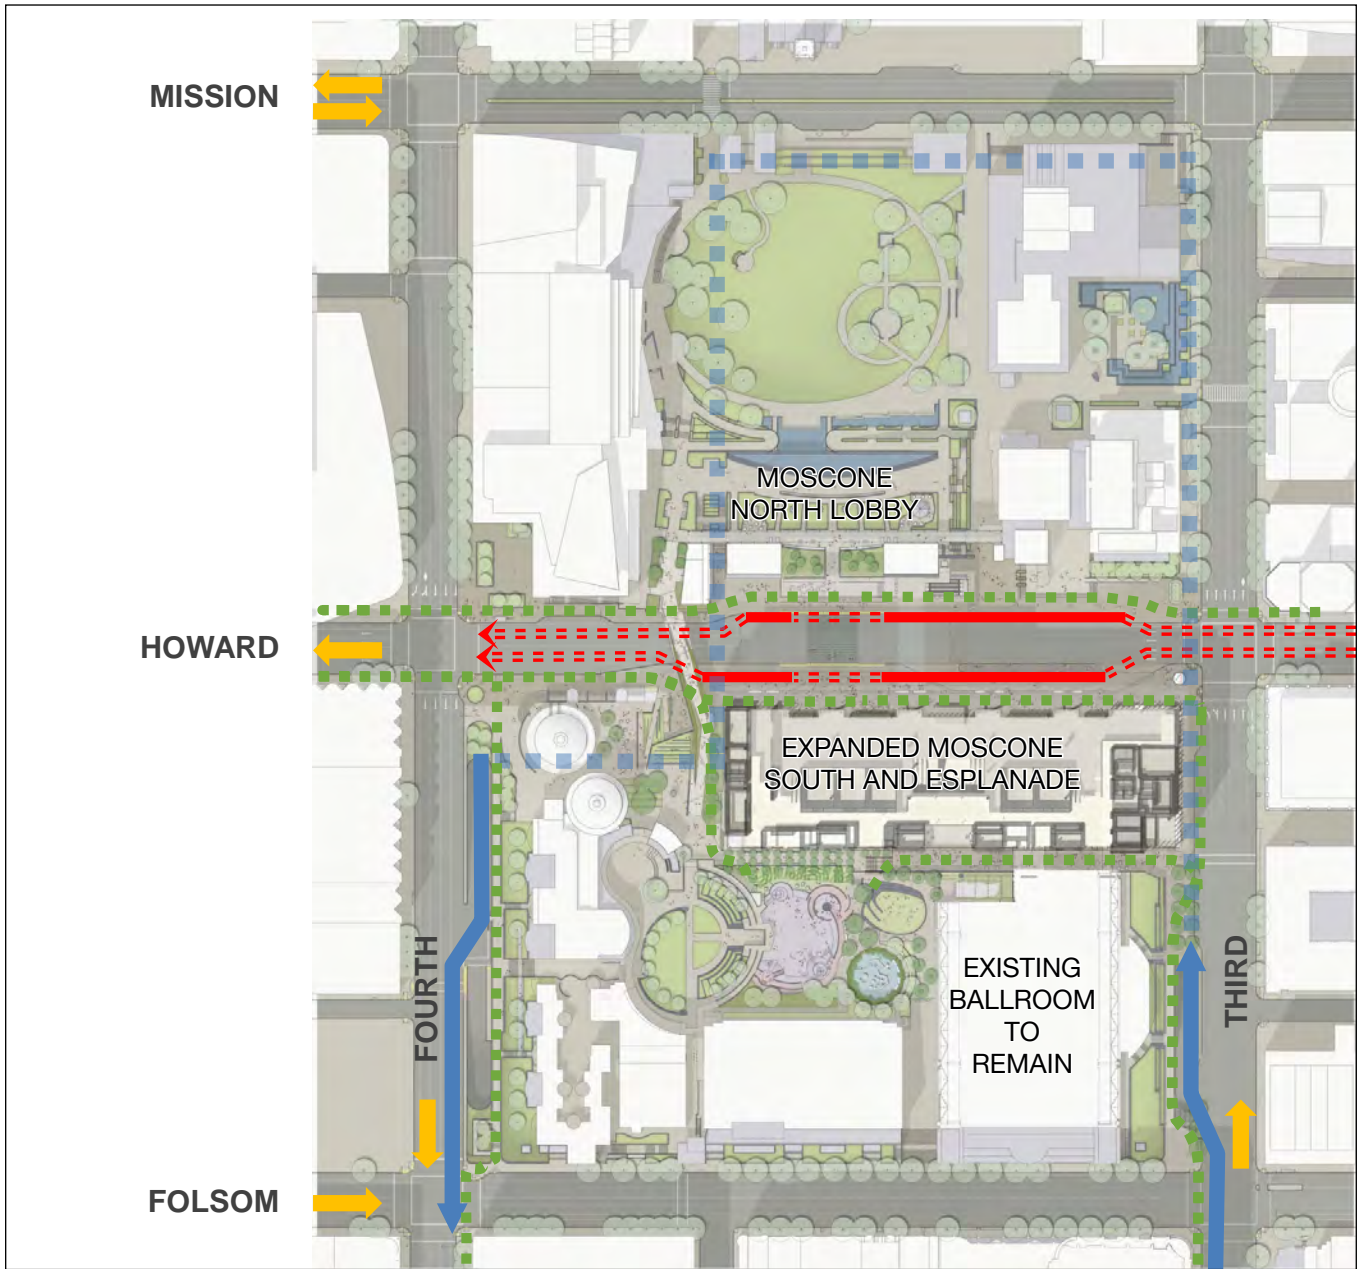 MISSION
MOSCONE
NORTH LOBBY
HOWARD
EXPANDED MOSCONE
SOUTH AND ESPLANADE
FOURTH
EXISTING
BALLROOM
TO
REMAIN
THIRD
FOLSOM